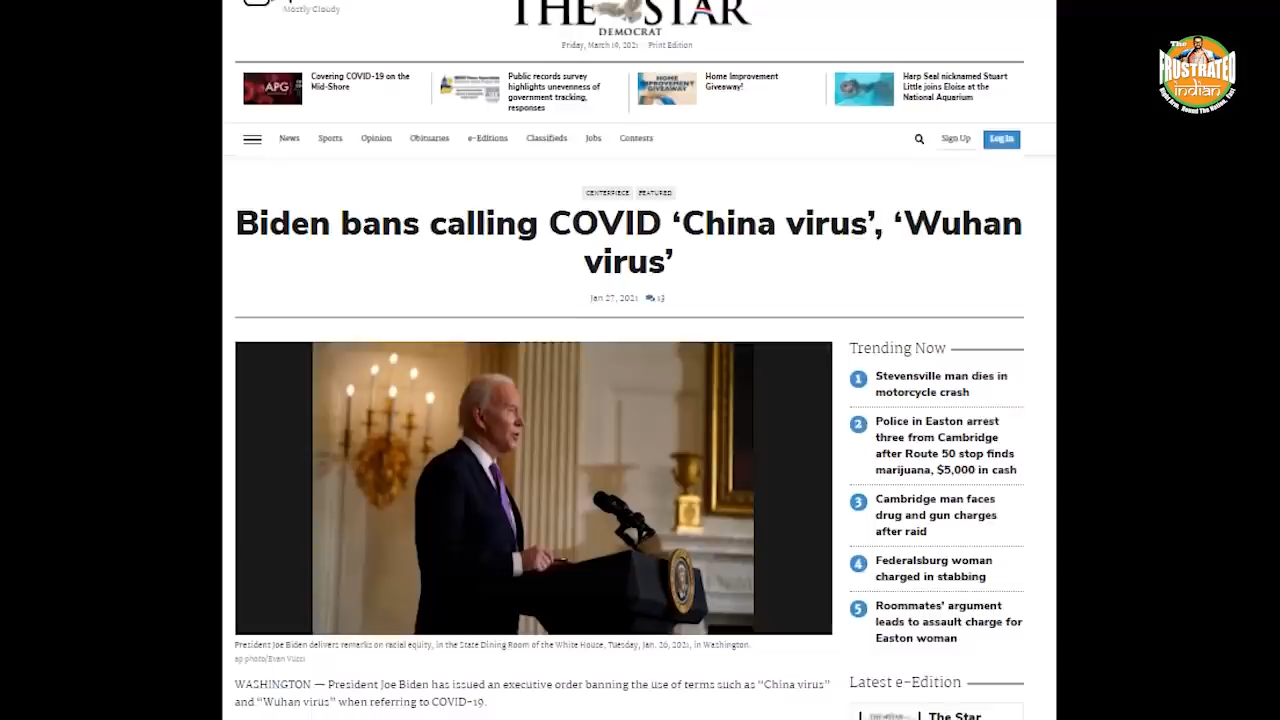 Mostly Cloudy
THE STAR
DEMOCRAT
Friday, March 19, 2021 Print Edition
APG
Covering COVID-19 on the
Mid-Shore
Public records survey
highlights unevenness of
government tracking,
responses
HOME
IMPROVEMENT
GIVEAWAY
Home Improvement
Giveaway!
Harp Seal nicknamed Stuart
Little joins Eloise at the
National Aquarium
The
FRUSTRATED
indian
News Sports Opinion Obituaries e-Editions Classifieds Jobs Contests
Sign Up Log In
CENTERPIECE FEATURED
Biden bans calling COVID ‘China virus’, ‘Wuhan
virus’
Jan 27, 2021 13
Trending Now
1 Stevensville man dies in
motorcycle crash
2 Police in Easton arrest
three from Cambridge
after Route 50 stop finds
marijuana, $5,000 in cash
3 Cambridge man faces
drug and gun charges
after raid
4 Federalsburg woman
charged in stabbing
5 Roommates’ argument
leads to assault charge for
Easton woman
President Joe Biden delivers remarks on racial equity, in the State Dining Room of the White House, Tuesday, Jan. 26, 2021, in Washington.
ap photo/Evan Vucci
WASHINGTON — President Joe Biden has issued an executive order banning the use of terms such as “China virus”
and “Wuhan virus” when referring to COVID-19.
Latest e-Edition
The Star